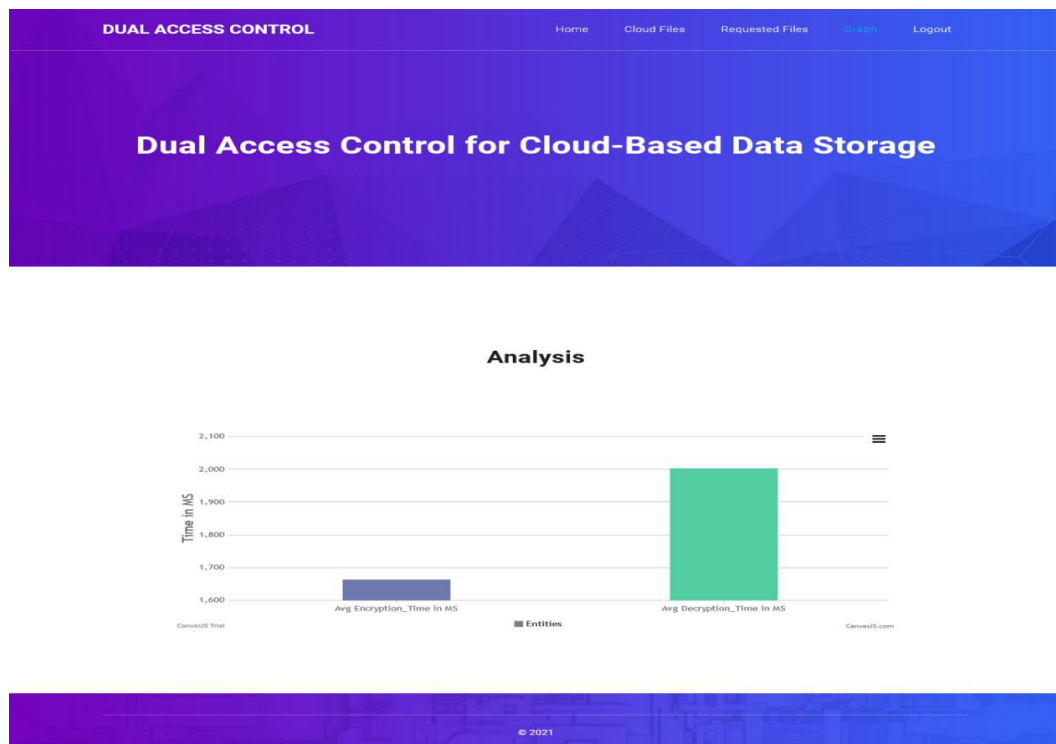 DUAL ACCESS CONTROL Home Cloud Files Requested Files Graph Logout
Dual Access Control for Cloud-Based Data Storage
Analysis
2,100
2,000
1,900
1,800
1,700
1,600
Time in MS
Avg Encryption_Time in MS Avg Decryption_Time in MS
CanvasJS Trial Entities CanvasJS.com
© 2021